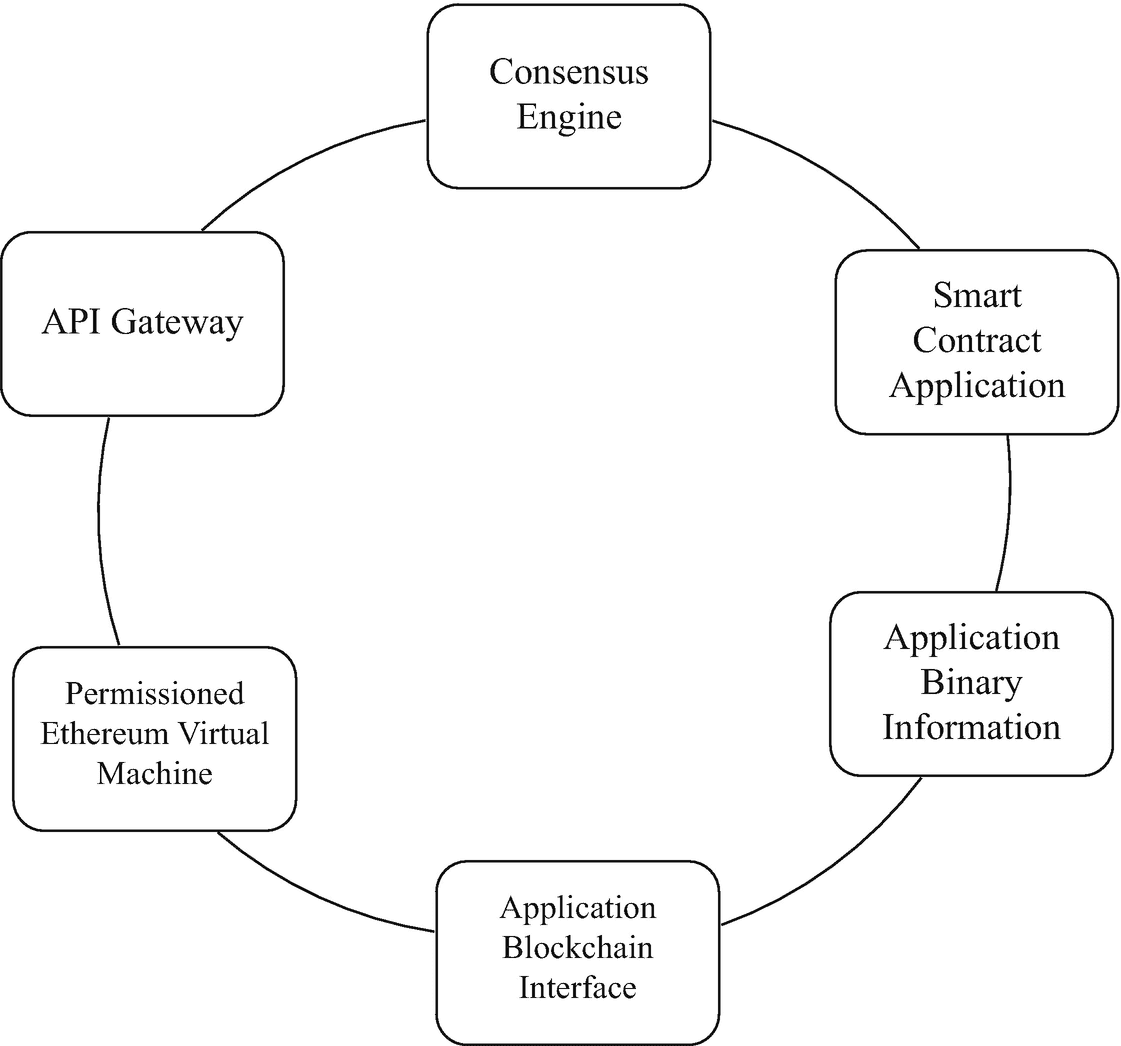 Consensus
Engine
API Gateway
Smart
Contract
Application
Application
Binary
Information
Permissioned
Ethereum Virtual
Machine
Application
Blockchain
Interface